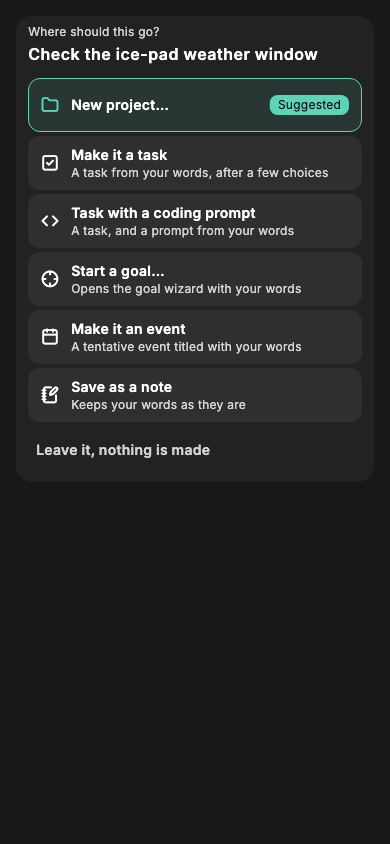 Where should this go?
Check the ice-pad weather window
New project...
Suggested
Make it a task
A task from your words, after a few choices
Task with a coding prompt
A task, and a prompt from your words
Start a goal...
Opens the goal wizard with your words
Make it an event
A tentative event titled with your words
Save as a note
Keeps your words as they are
Leave it, nothing is made